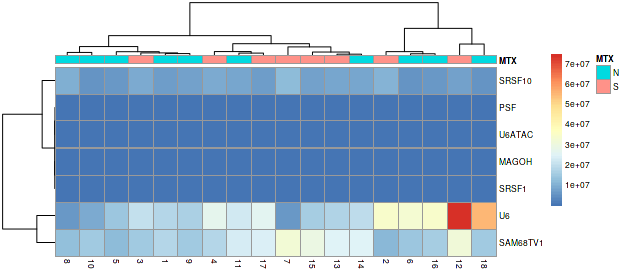 MTX
SRSF10
PSF
U6ATAC
MAGOH
SRSF1
U6
SAM68TV1
8 10 5 3 1 9 4 11 17 7 15 13 14 2 6 16 12 18
7e+07
6e+07
5e+07
4e+07
3e+07
2e+07
1e+07
MTX
N
S